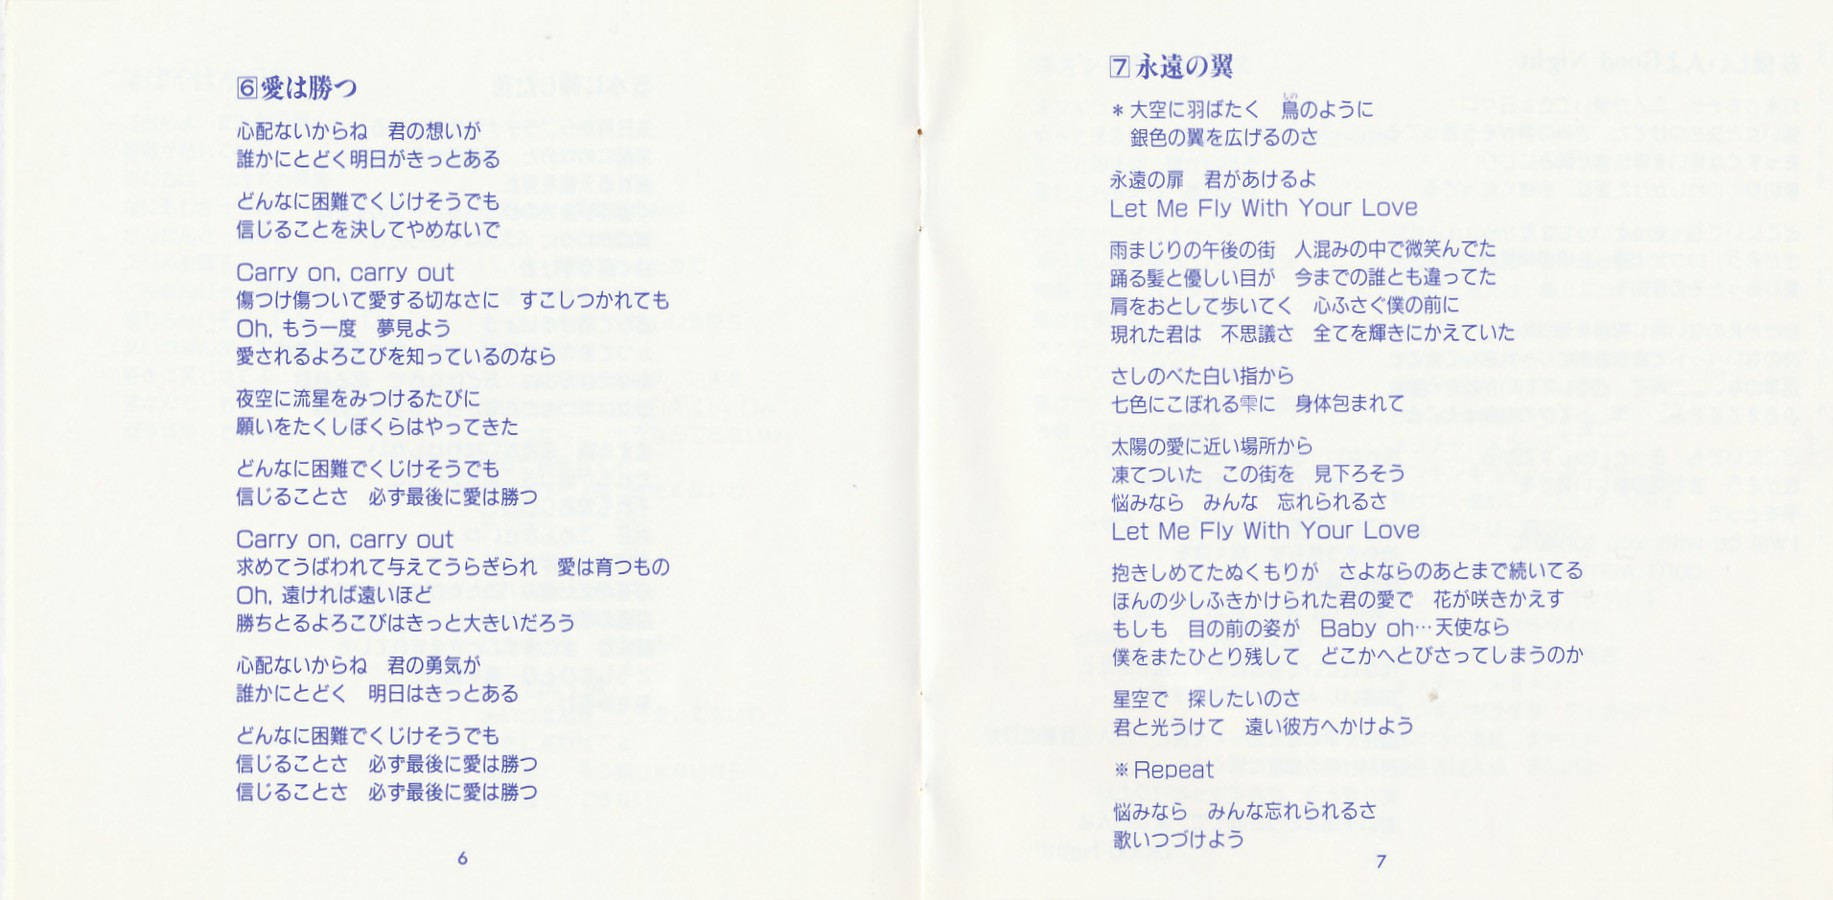 6 愛は勝つ
心配ないからね　君の想いが
誰かにとどく明日がきっとある
どんなに困難でくじけそうでも
信じることを決してやめないで
Carry on, carry out
傷つけ傷ついて愛する切なさに　すこしつかれても
Oh, もう一度　夢見よう
愛されるよろこびを知っているのなら
夜空に流星をみつけるたびに
願いをたくしぼくらはやってきた
どんなに困難でくじけそうでも
信じることさ　必ず最後に愛は勝つ
Carry on, carry out
求めてうばわれて与えてうらぎられ　愛は育つもの
Oh, 遠ければ遠いほど
勝ちとるよろこびはきっと大きいだろう
心配ないからね　君の勇気が
誰かにとどく　明日はきっとある
どんなに困難でくじけそうでも
信じることさ　必ず最後に愛は勝つ
信じることさ　必ず最後に愛は勝つ
6
7 永遠の翼
＊大空に羽ばたく　鳥のように
銀色の翼を広げるのさ
永遠の扉　君があけるよ
Let Me Fly With Your Love
雨まじりの午後の街　人混みの中で微笑んでた
踊る髪と優しい目が　今までの誰とも違ってた
肩をおとして歩いてく　心ふさぐ僕の前に
現れた君は　不思議さ　全てを輝きにかえていた
さしのべた白い指から
七色にこぼれる雫に　身体包まれて
太陽の愛に近い場所から
凍てついた　この街を　見下ろそう
悩みなら　みんな　忘れられるさ
Let Me Fly With Your Love
抱きしめてたぬくもりが　さよならのあとまで続いてる
ほんの少しふきかけられた君の愛で　花が咲きかえす
もしも　目の前の姿が　Baby oh…天使なら
僕をまたひとり残して　どこかへとびさってしまうのか
星空で　探したいのさ
君と光うけて　遠い彼方へかけよう
※Repeat
悩みなら　みんな忘れられるさ
歌いつづけよう
7